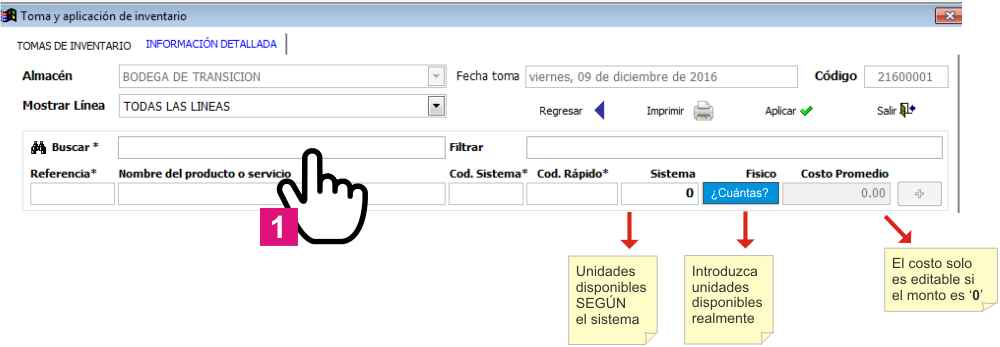 Toma y aplicación de inventario
TOMAS DE INVENTARIO INFORMACIÓN DETALLADA
Almacén BODEGA DE TRANSICION Fecha toma viernes, 09 de diciembre de 2016 Código 21600001
Mostrar Línea TODAS LAS LINEAS Regresar Imprimir Aplicar Salir
Buscar * Filtrar
Referencia* Nombre del producto o servicio Cod. Sistema* Cod. Rápido* Sistema Fisico Costo Promedio
0 ¿Cuántas? 0.00
1
Unidades
disponibles
SEGÚN
el sistema
Introduzca
unidades
disponibles
realmente
El costo solo
es editable si
el monto es ‘0’